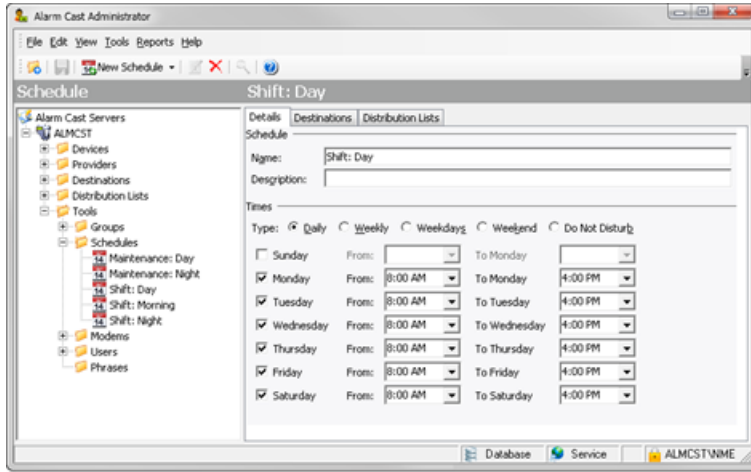 Alarm Cast Administrator
File Edit View Tools Reports Help
New Schedule
Schedule
Shift: Day
Alarm Cast Servers
ALMCST
Devices
Providers
Destinations
Distribution Lists
Tools
Groups
Schedules
14 Maintenance: Day
14 Maintenance: Night
14 Shift: Day
14 Shift: Morning
14 Shift: Night
Modems
Users
Phrases
Details Destinations Distribution Lists
Schedule
Name: Shift: Day
Description:
Times
Type: Daily Weekly Weekdays Weekend Do Not Disturb
Sunday From: To Monday
Monday From: 8:00 AM To Monday 4:00 PM
Tuesday From: 8:00 AM To Tuesday 4:00 PM
Wednesday From: 8:00 AM To Wednesday 4:00 PM
Thursday From: 8:00 AM To Thursday 4:00 PM
Friday From: 8:00 AM To Friday 4:00 PM
Saturday From: 8:00 AM To Saturday 4:00 PM
Database Service ALMCST\NME